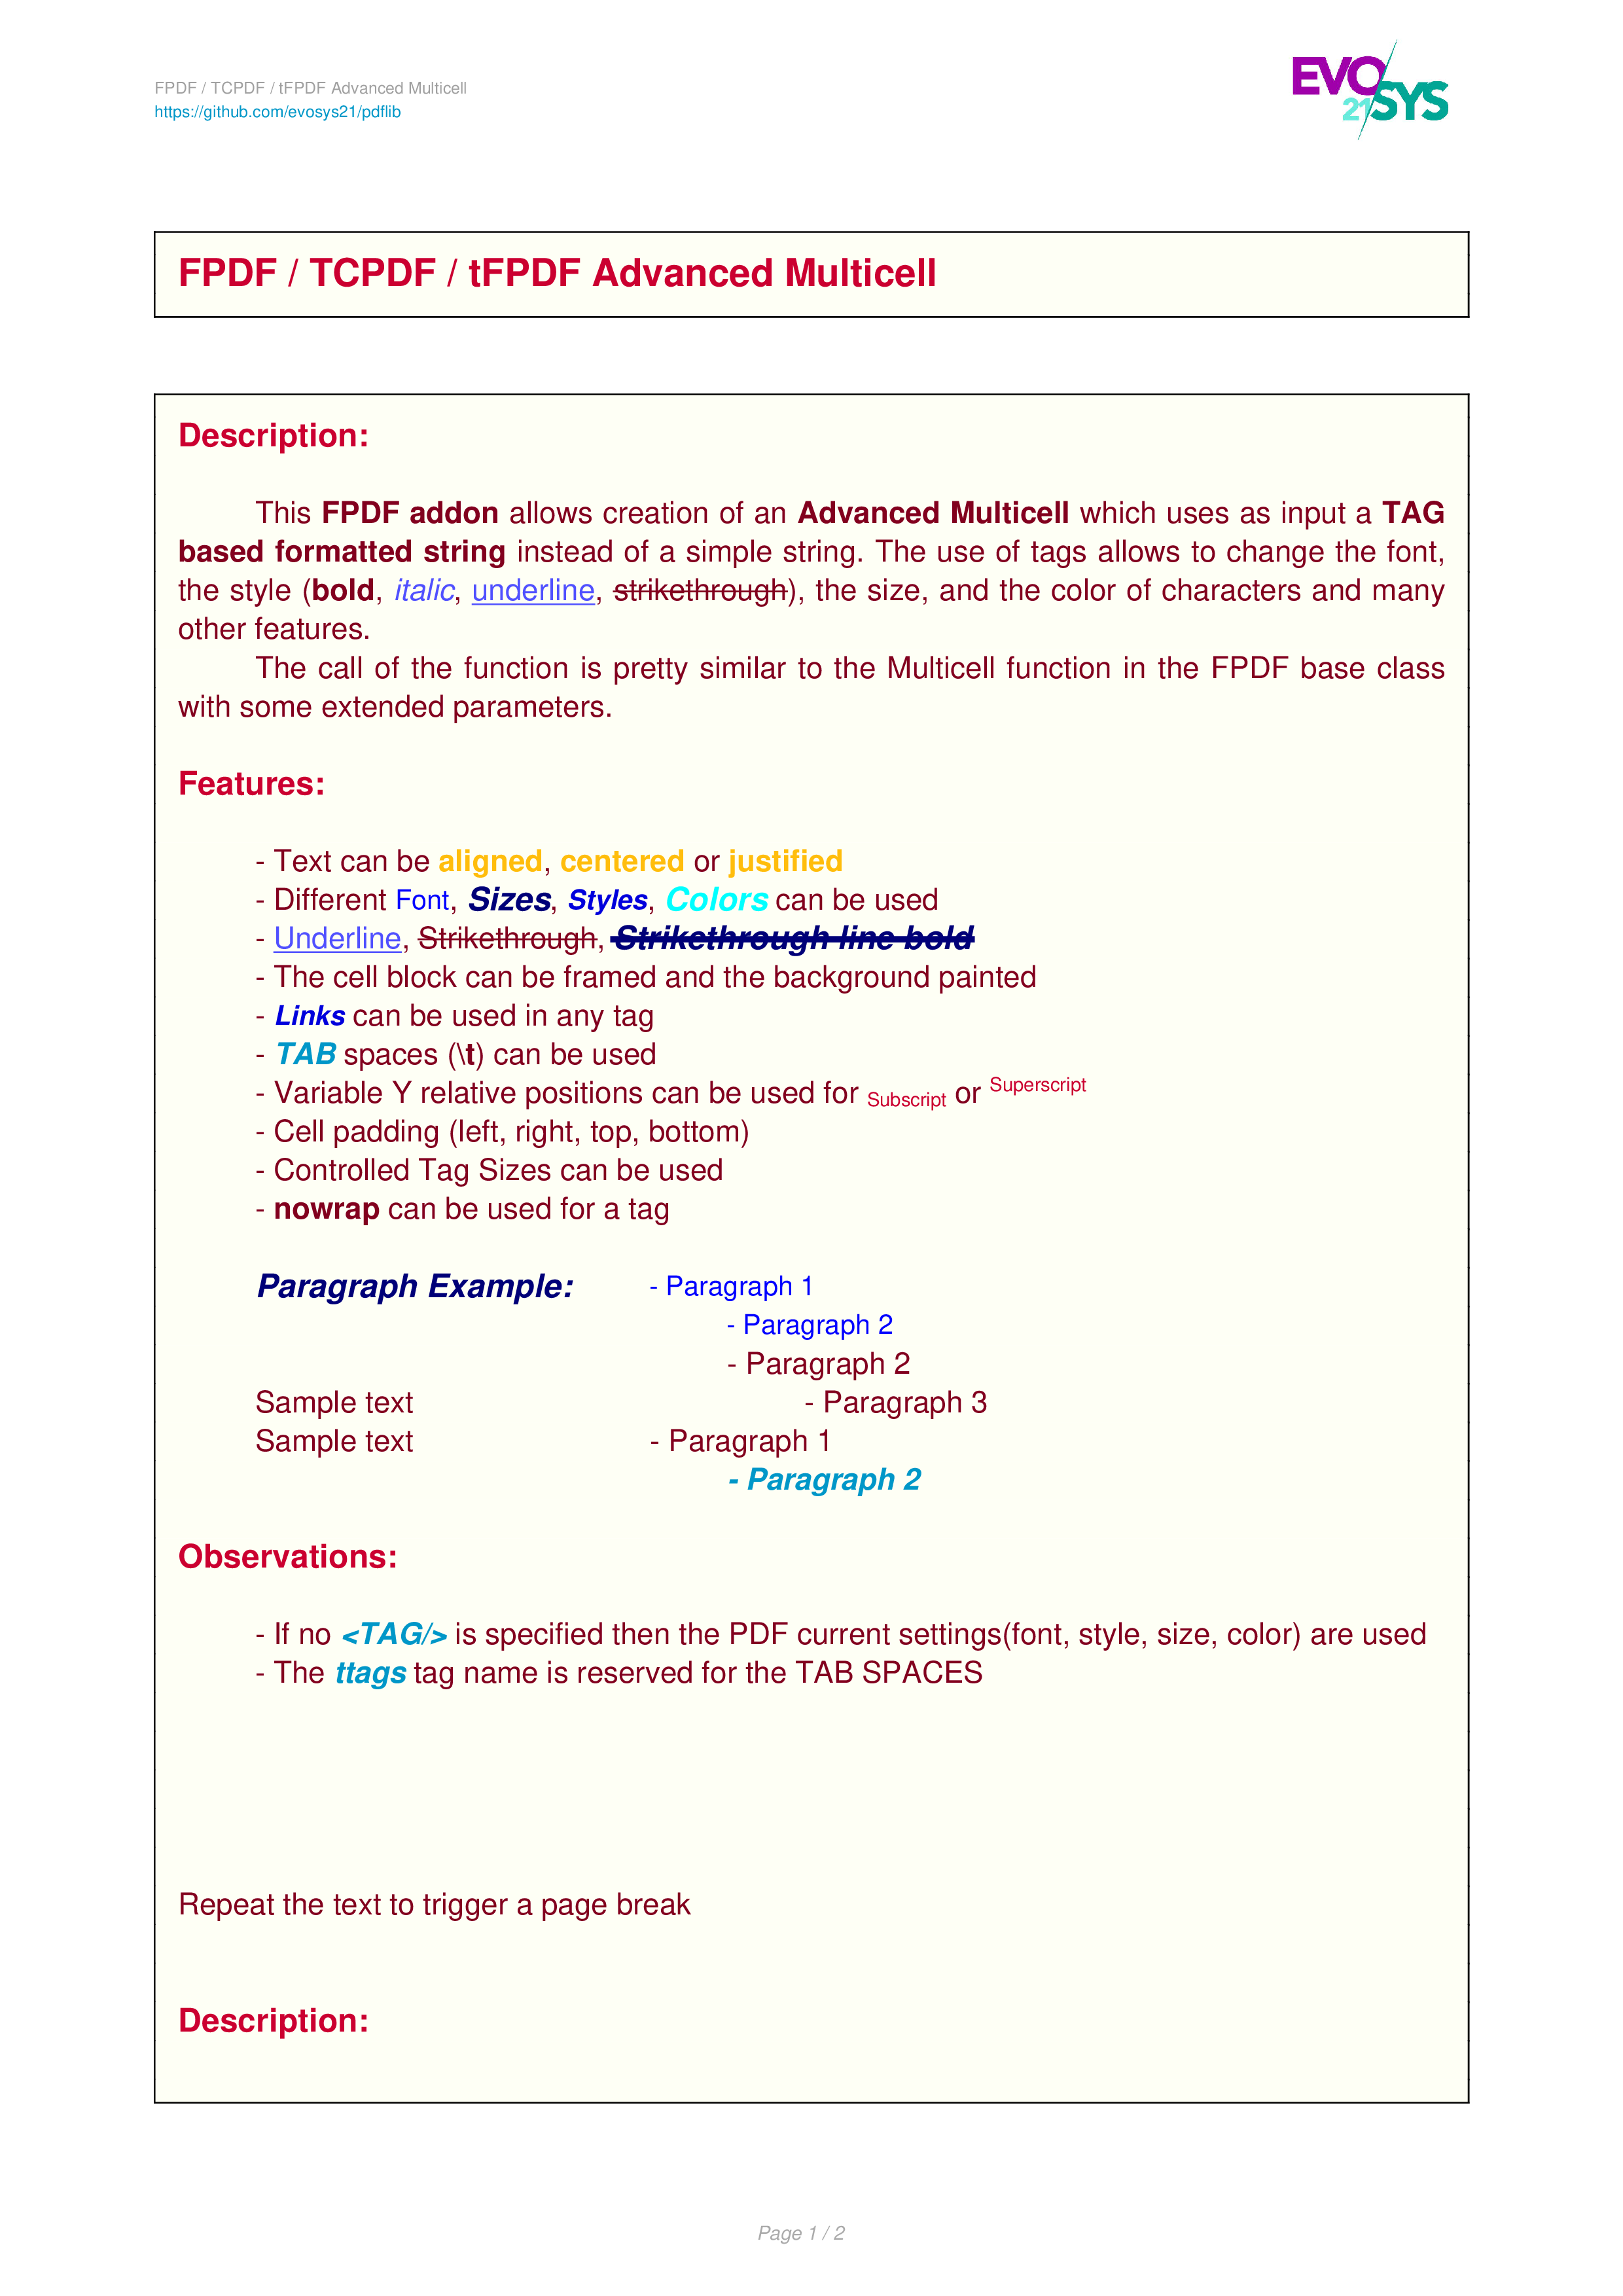 FPDF / TCPDF / tFPDF Advanced Multicell
https://github.com/evosys21/pdflib
EVO
21 SYS
FPDF / TCPDF / tFPDF Advanced Multicell
Description:
This FPDF addon allows creation of an Advanced Multicell which uses as input a TAG
based formatted string instead of a simple string. The use of tags allows to change the font,
the style (bold, italic, underline, strikethrough), the size, and the color of characters and many
other features.
The call of the function is pretty similar to the Multicell function in the FPDF base class
with some extended parameters.
Features:
- Text can be aligned, centered or justified
- Different Font, Sizes, Styles, Colors can be used
- Underline, Strikethrough, Strikethrough line bold
- The cell block can be framed and the background painted
- Links can be used in any tag
- TAB spaces (\t) can be used
- Variable Y relative positions can be used for Subscript or Superscript
- Cell padding (left, right, top, bottom)
- Controlled Tag Sizes can be used
- nowrap can be used for a tag
Paragraph Example: - Paragraph 1
- Paragraph 2
- Paragraph 2
Sample text - Paragraph 3
Sample text - Paragraph 1
- Paragraph 2
Observations:
- If no <TAG/> is specified then the PDF current settings(font, style, size, color) are used
- The ttags tag name is reserved for the TAB SPACES
Repeat the text to trigger a page break
Description:
Page 1 / 2